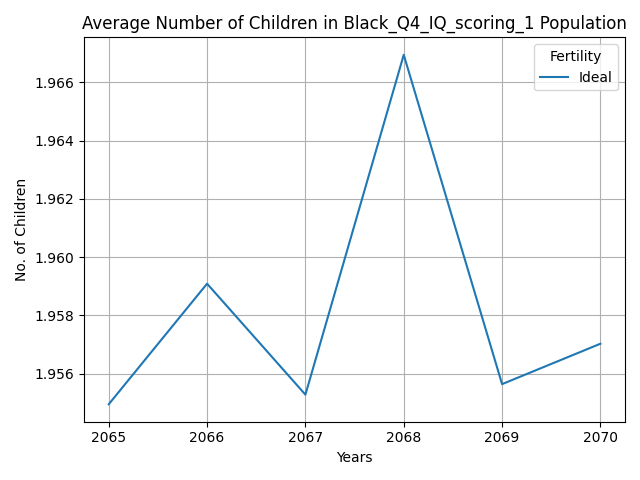 Average Number of Children in Black_Q4_IQ_scoring_1 Population
Fertility
Ideal
No. of Children
1.966
1.964
1.962
1.960
1.958
1.956
2065 2066 2067 2068 2069 2070
Years